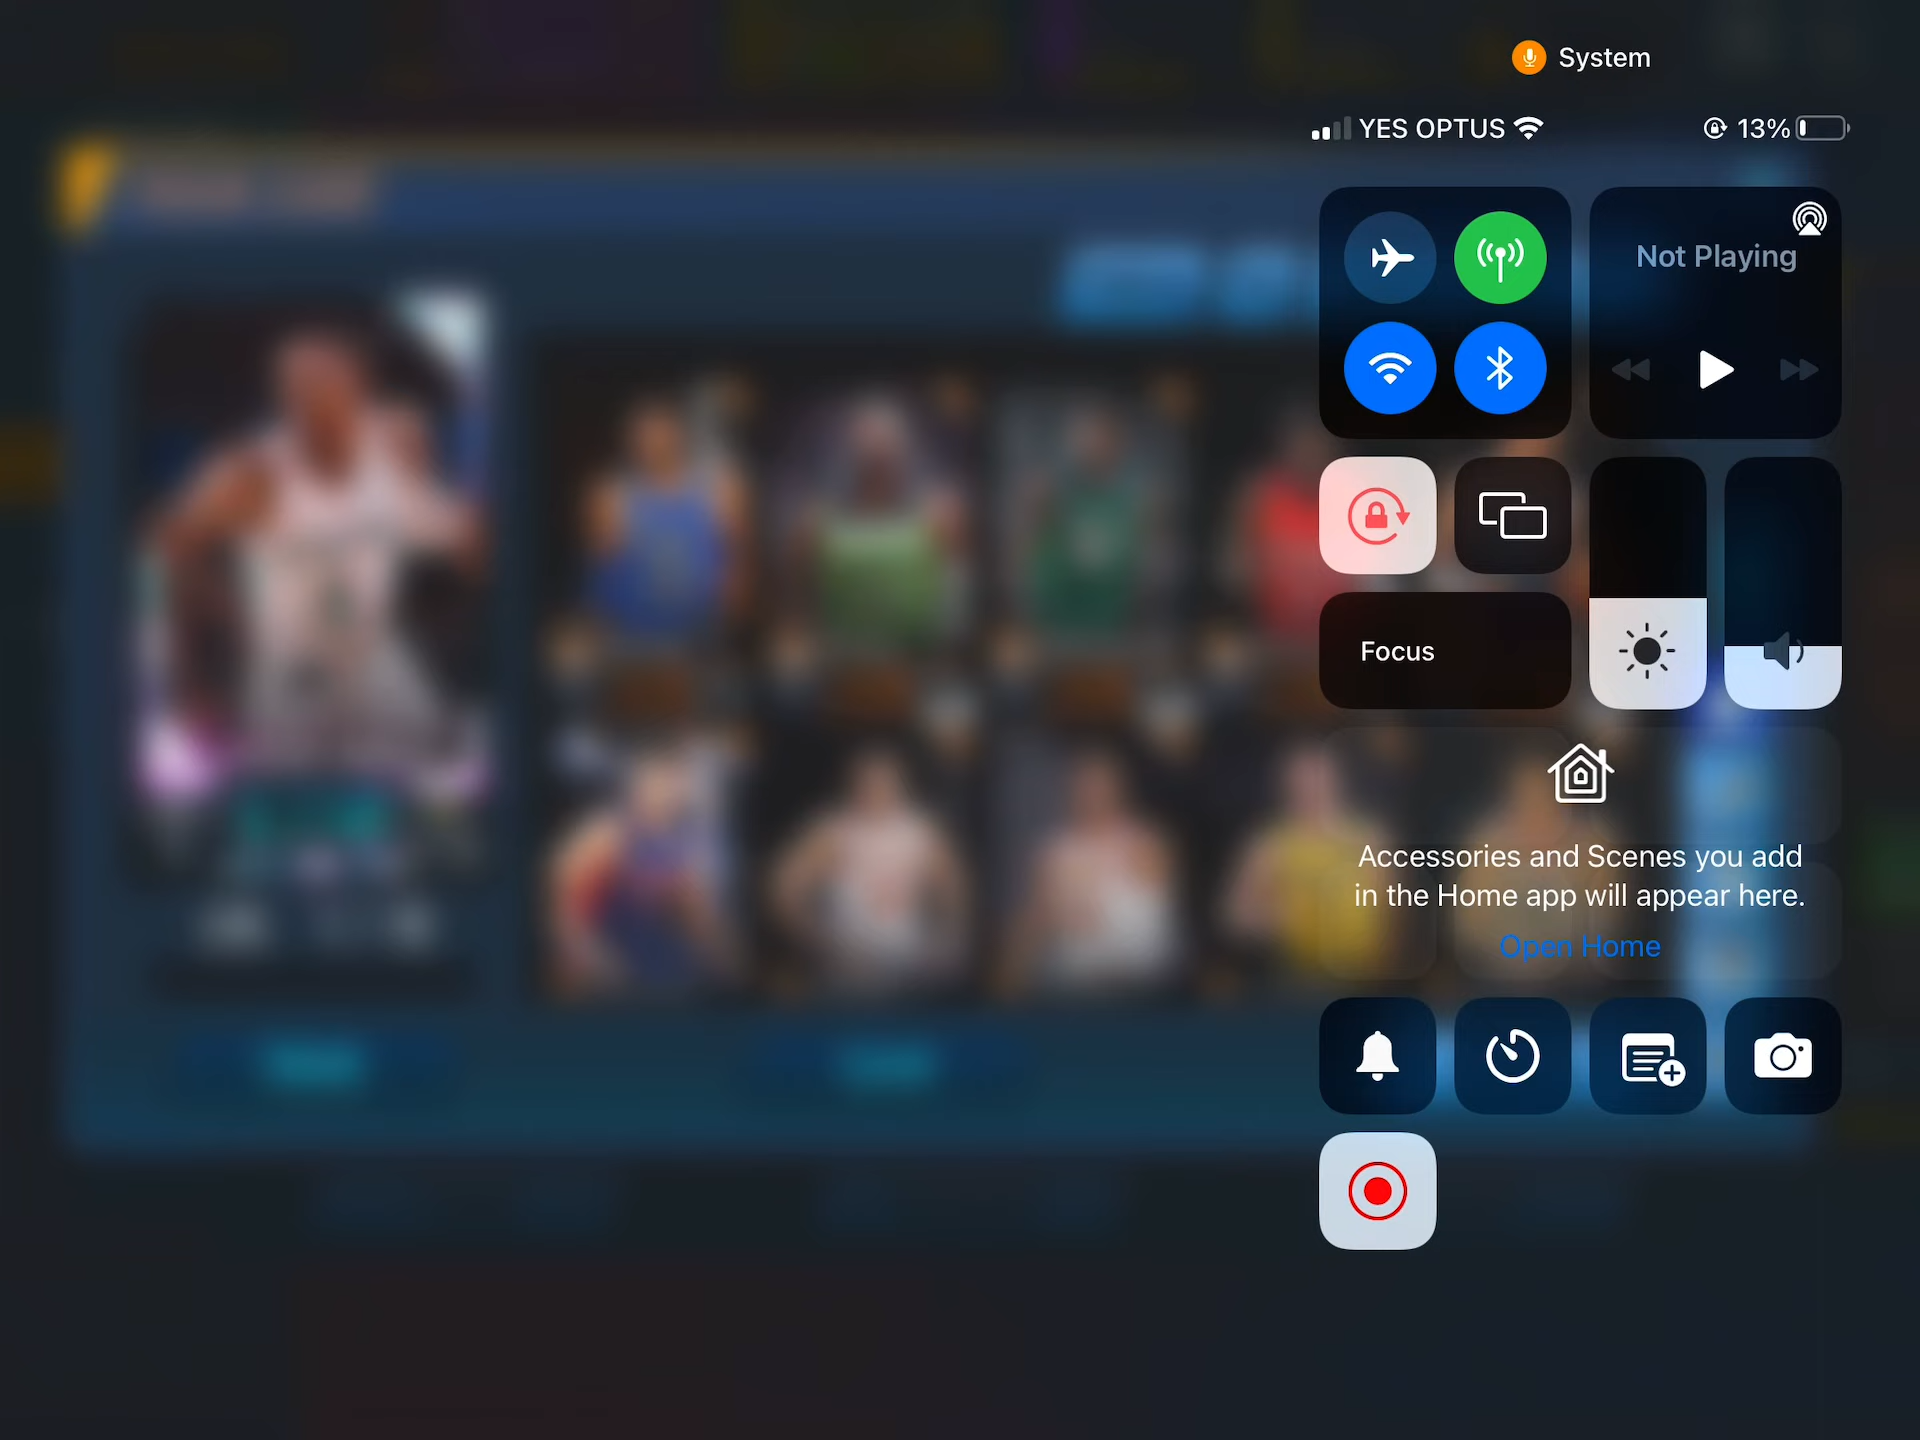 System
YES OPTUS
13%
Not Playing
Focus
Accessories and Scenes you add
in the Home app will appear here.
Open Home